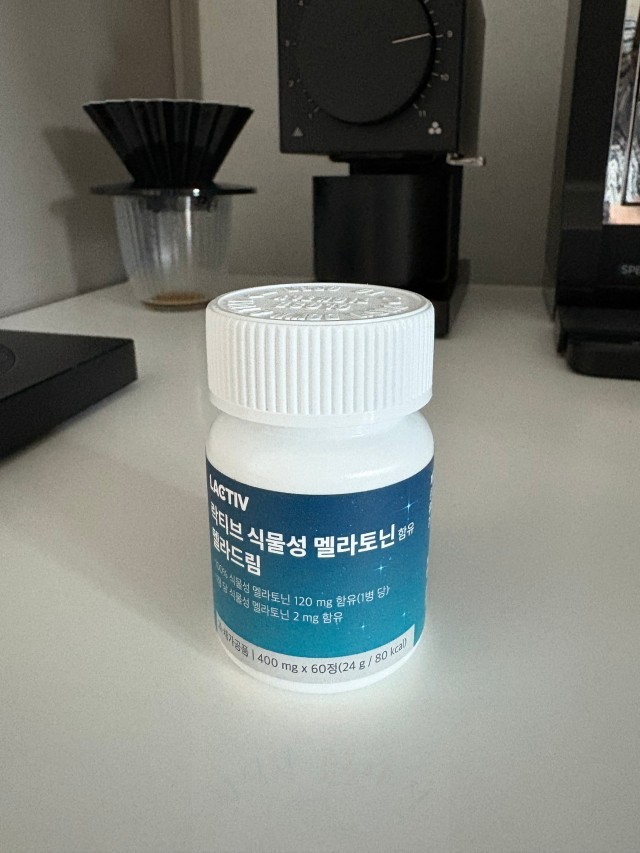 LACTIV
락티브 식물성 멜라토닌 함유
멜라드림
100% 식물성 멜라토닌 120 mg 함유(1병 당)
1정 당 식물성 멜라토닌 2 mg 함유
400 mg x 60정(24 g / 80 kcal)